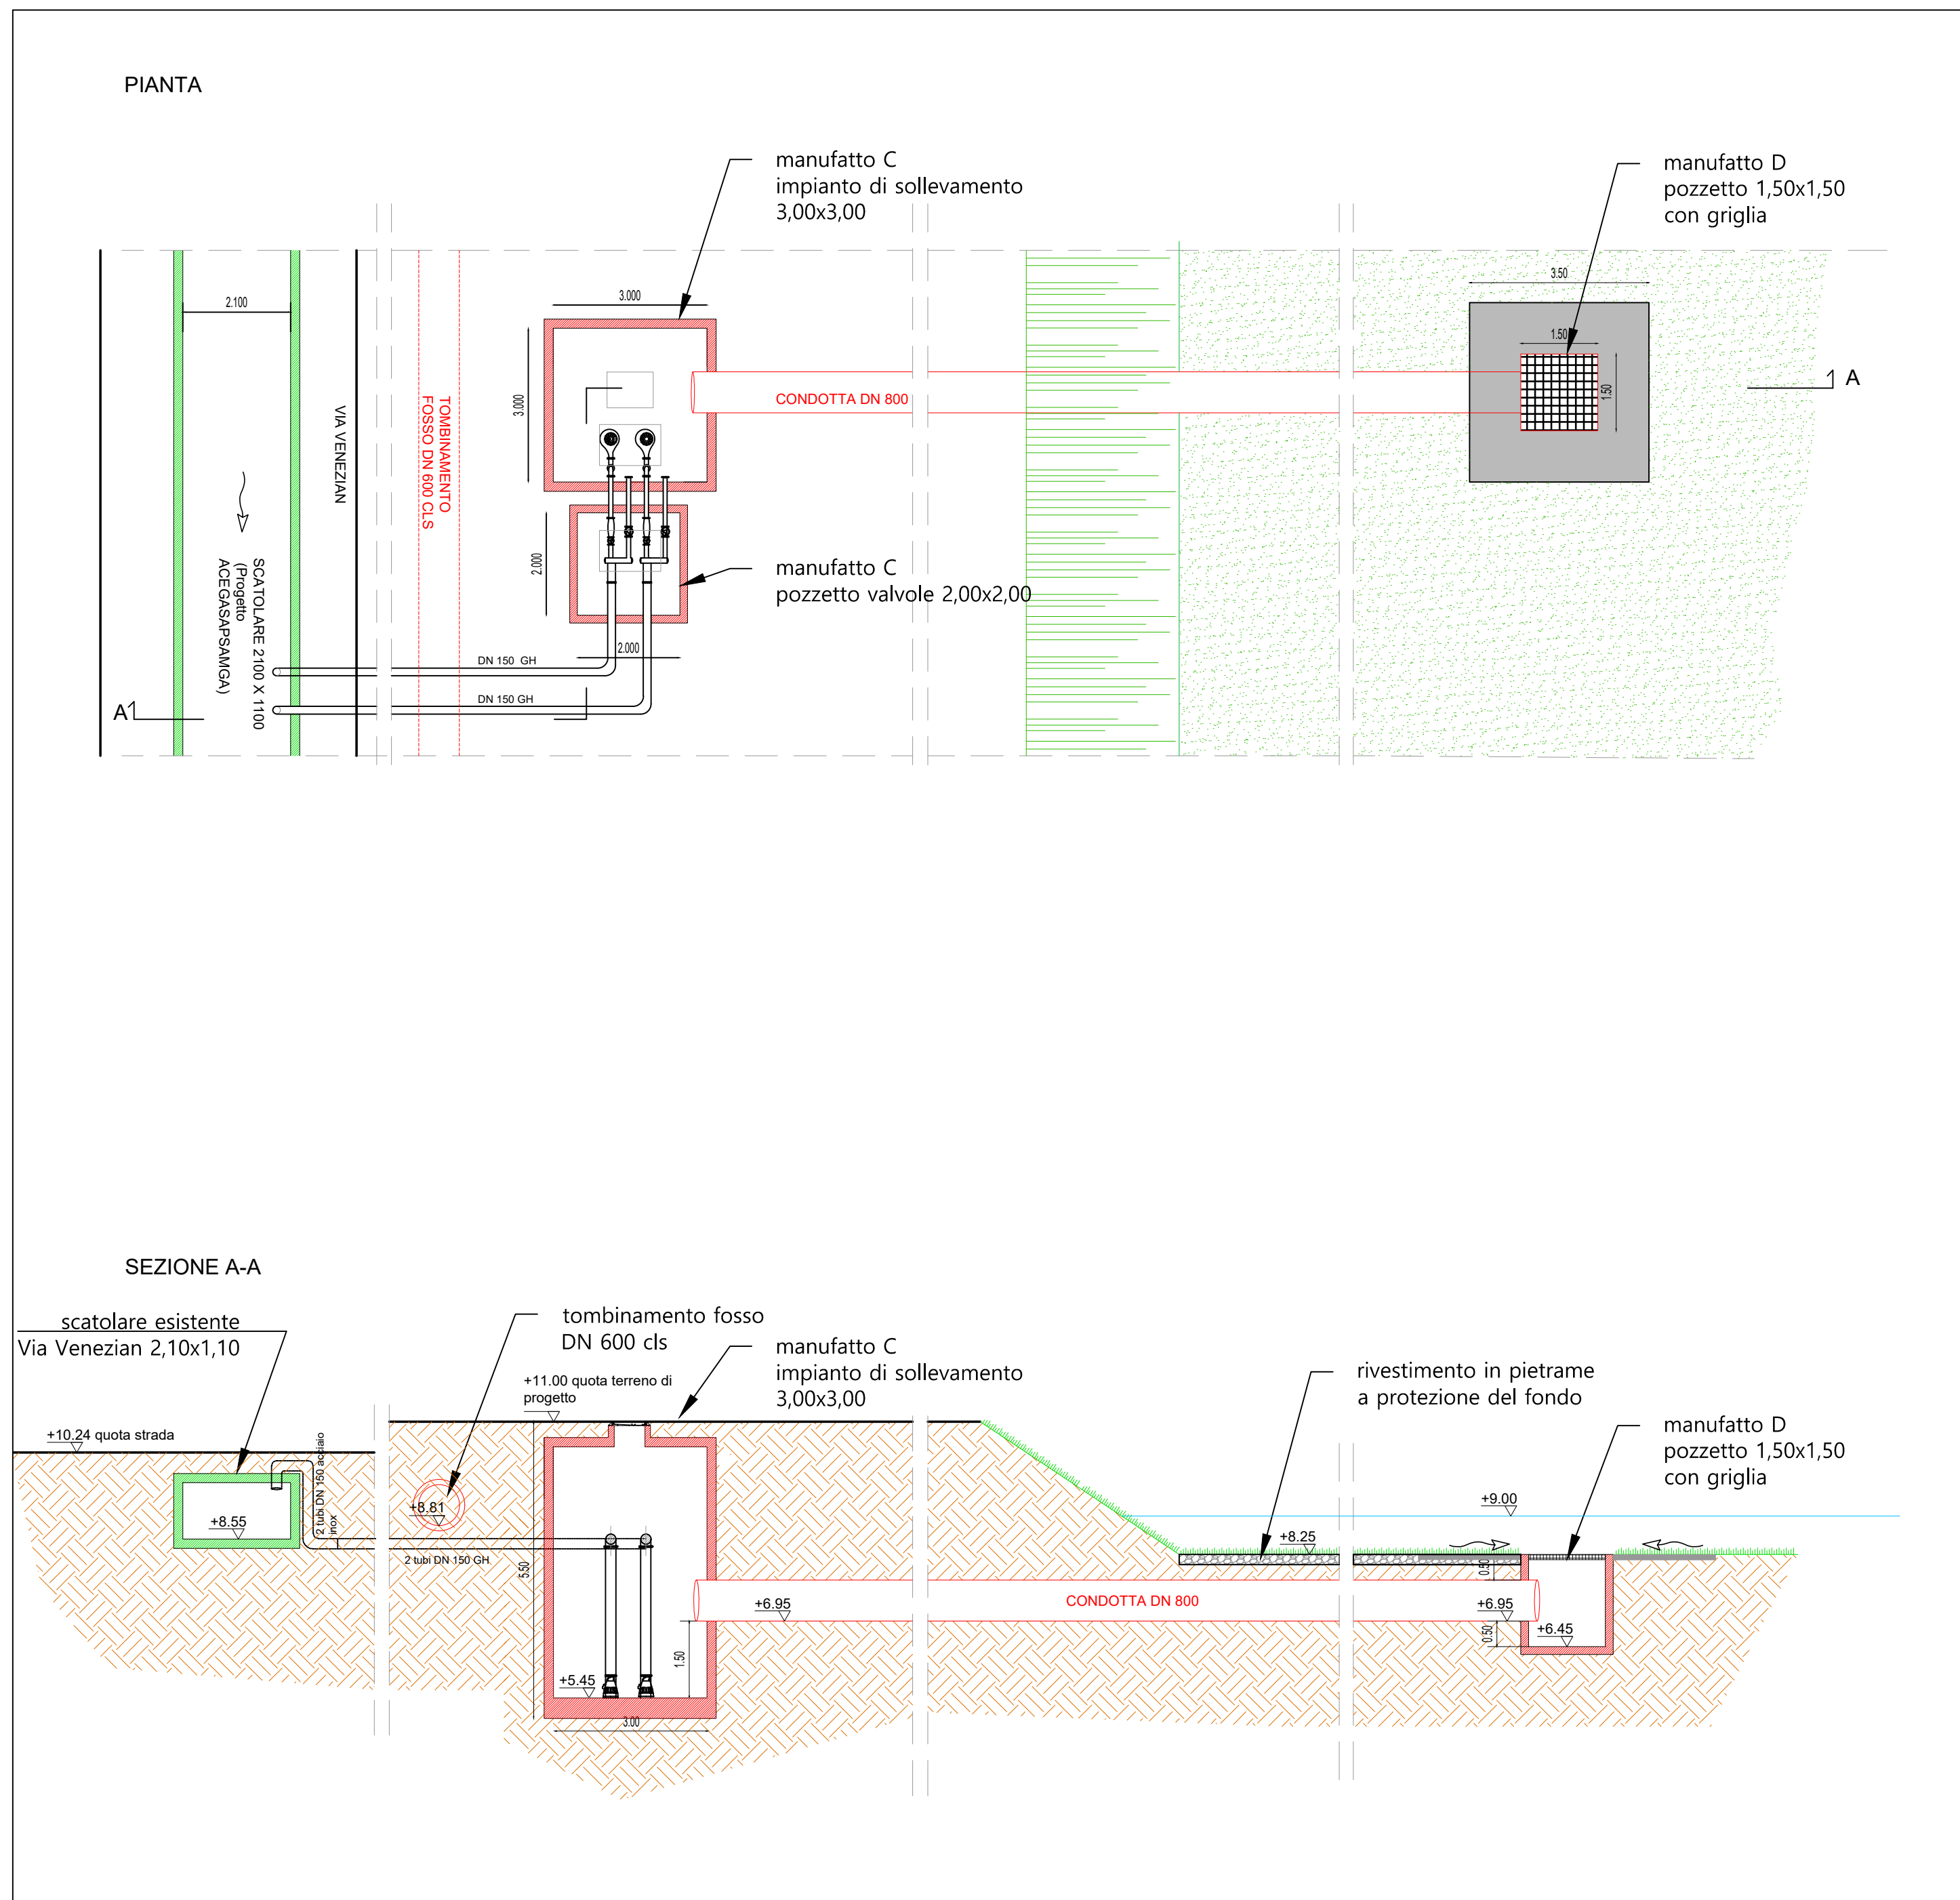 PIANTA
manufatto C
impianto di sollevamento
3,00x3,00
manufatto D
pozzetto 1,50x1,50
con griglia
2.100
3.000
3.000
3.50
1.50
1.50
A
CONDOTTA DN 800
VIA VENEZIAN
TOMBINAMENTO
FOSSO DN 600 CLS
SCATOLARE 2100 X 1100
(Progetto
ACEGASAPSAMGA)
2.000
manufatto C
pozzetto valvole 2,00x2,00
2.000
DN 150 GH
DN 150 GH
A
SEZIONE A-A
scatolare esistente
Via Venezian 2,10x1,10
tombinamento fosso
DN 600 cls
manufatto C
impianto di sollevamento
3,00x3,00
+11.00 quota terreno di
progetto
rivestimento in pietrame
a protezione del fondo
manufatto D
pozzetto 1,50x1,50
con griglia
+10.24 quota strada
2 tubi DN 150 acciaio
inox
+8.81
+8.55
2 tubi DN 150 GH
5.50
+9.00
+8.25
0.50
+6.95
CONDOTTA DN 800
+6.95
0.50
+6.45
1.50
+5.45
3.00